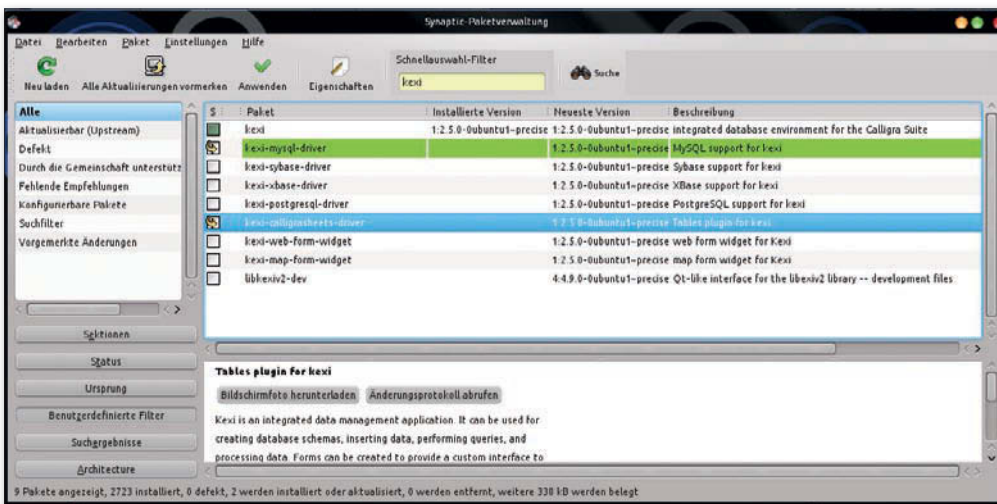 Synaptic-Paketverwaltung
Datei Bearbeiten Paket Einstellungen Hilfe
Neu laden Alle Aktualisierungen vormerken Anwenden Eigenschaften
Schnellauswahl-Filter
kexi
Suche
Alle
Aktualisierbar (Upstream)
Defekt
Durch die Gemeinschaft unterstütz
Fehlende Empfehlungen
Konfigurierbare Pakete
Suchfilter
Vorgemerkte Änderungen
Sektionen
Status
Ursprung
Benutzerdefinierte Filter
Suchergebnisse
Architecture
S Paket Installierte Version Neueste Version Beschreibung
kexi 1:2.5.0-0ubuntu1~precise 1:2.5.0-0ubuntu1~precise integrated database environment for the Calligra Suite
kexi-mysql-driver 1:2.5.0-0ubuntu1~precise MySQL support for kexi
kexi-sybase-driver 1:2.5.0-0ubuntu1~precise Sybase support for kexi
kexi-xbase-driver 1:2.5.0-0ubuntu1~precise XBase support for kexi
kexi-postgresql-driver 1:2.5.0-0ubuntu1~precise PostgreSQL support for kexi
kexi-calligrasheets-driver 1:2.5.0-0ubuntu1~precise Tables plugin for kexi
kexi-web-form-widget 1:2.5.0-0ubuntu1~precise web form widget for Kexi
kexi-map-form-widget 1:2.5.0-0ubuntu1~precise map form widget for Kexi
libkexiv2-dev 4:4.9.0-0ubuntu1~precise Qt-like interface for the libexiv2 library -- development files
Tables plugin for kexi
Bildschirmfoto herunterladen Änderungsprotokoll abrufen
Kexi is an integrated data management application. It can be used for
creating database schemas, inserting data, performing queries, and
processing data. Forms can be created to provide a custom interface to
9 Pakete angezeigt, 2723 installiert, 0 defekt, 2 werden installiert oder aktualisiert, 0 werden entfernt, weitere 338 kB werden belegt